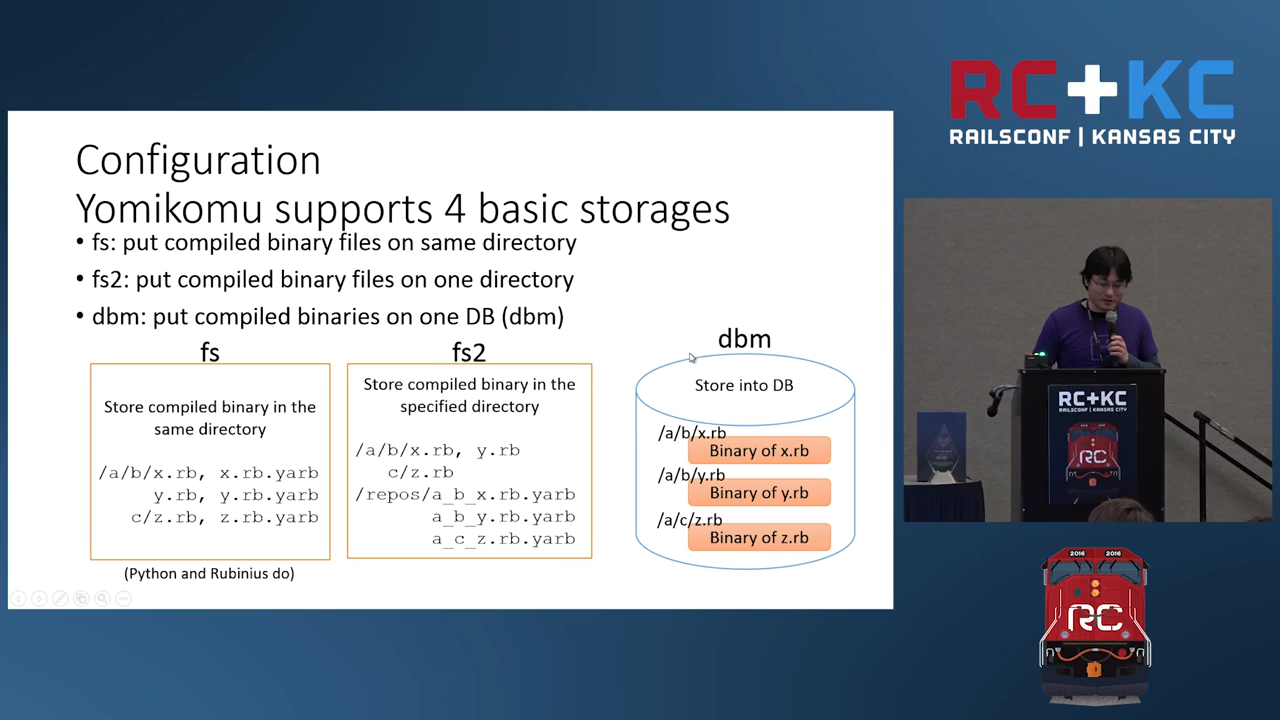 Configuration
Yomikomu supports 4 basic storages
• fs: put compiled binary files on same directory
• fs2: put compiled binary files on one directory
• dbm: put compiled binaries on one DB (dbm)
fs
Store compiled binary in the
same directory
/a/b/x.rb, x.rb.yarb
y.rb, y.rb.yarb
c/z.rb, z.rb.yarb
(Python and Rubinius do)
fs2
Store compiled binary in the
specified directory
/a/b/x.rb, y.rb
c/z.rb
/repos/a_b_x.rb.yarb
a_b_y.rb.yarb
a_c_z.rb.yarb
dbm
Store into DB
/a/b/x.rb
Binary of x.rb
/a/b/y.rb
Binary of y.rb
/a/c/z.rb
Binary of z.rb
RC+KC
RAILSCONF | KANSAS CITY
RC+KC
RAILSCONF | KANSAS CITY
RC
2016 2016
RC